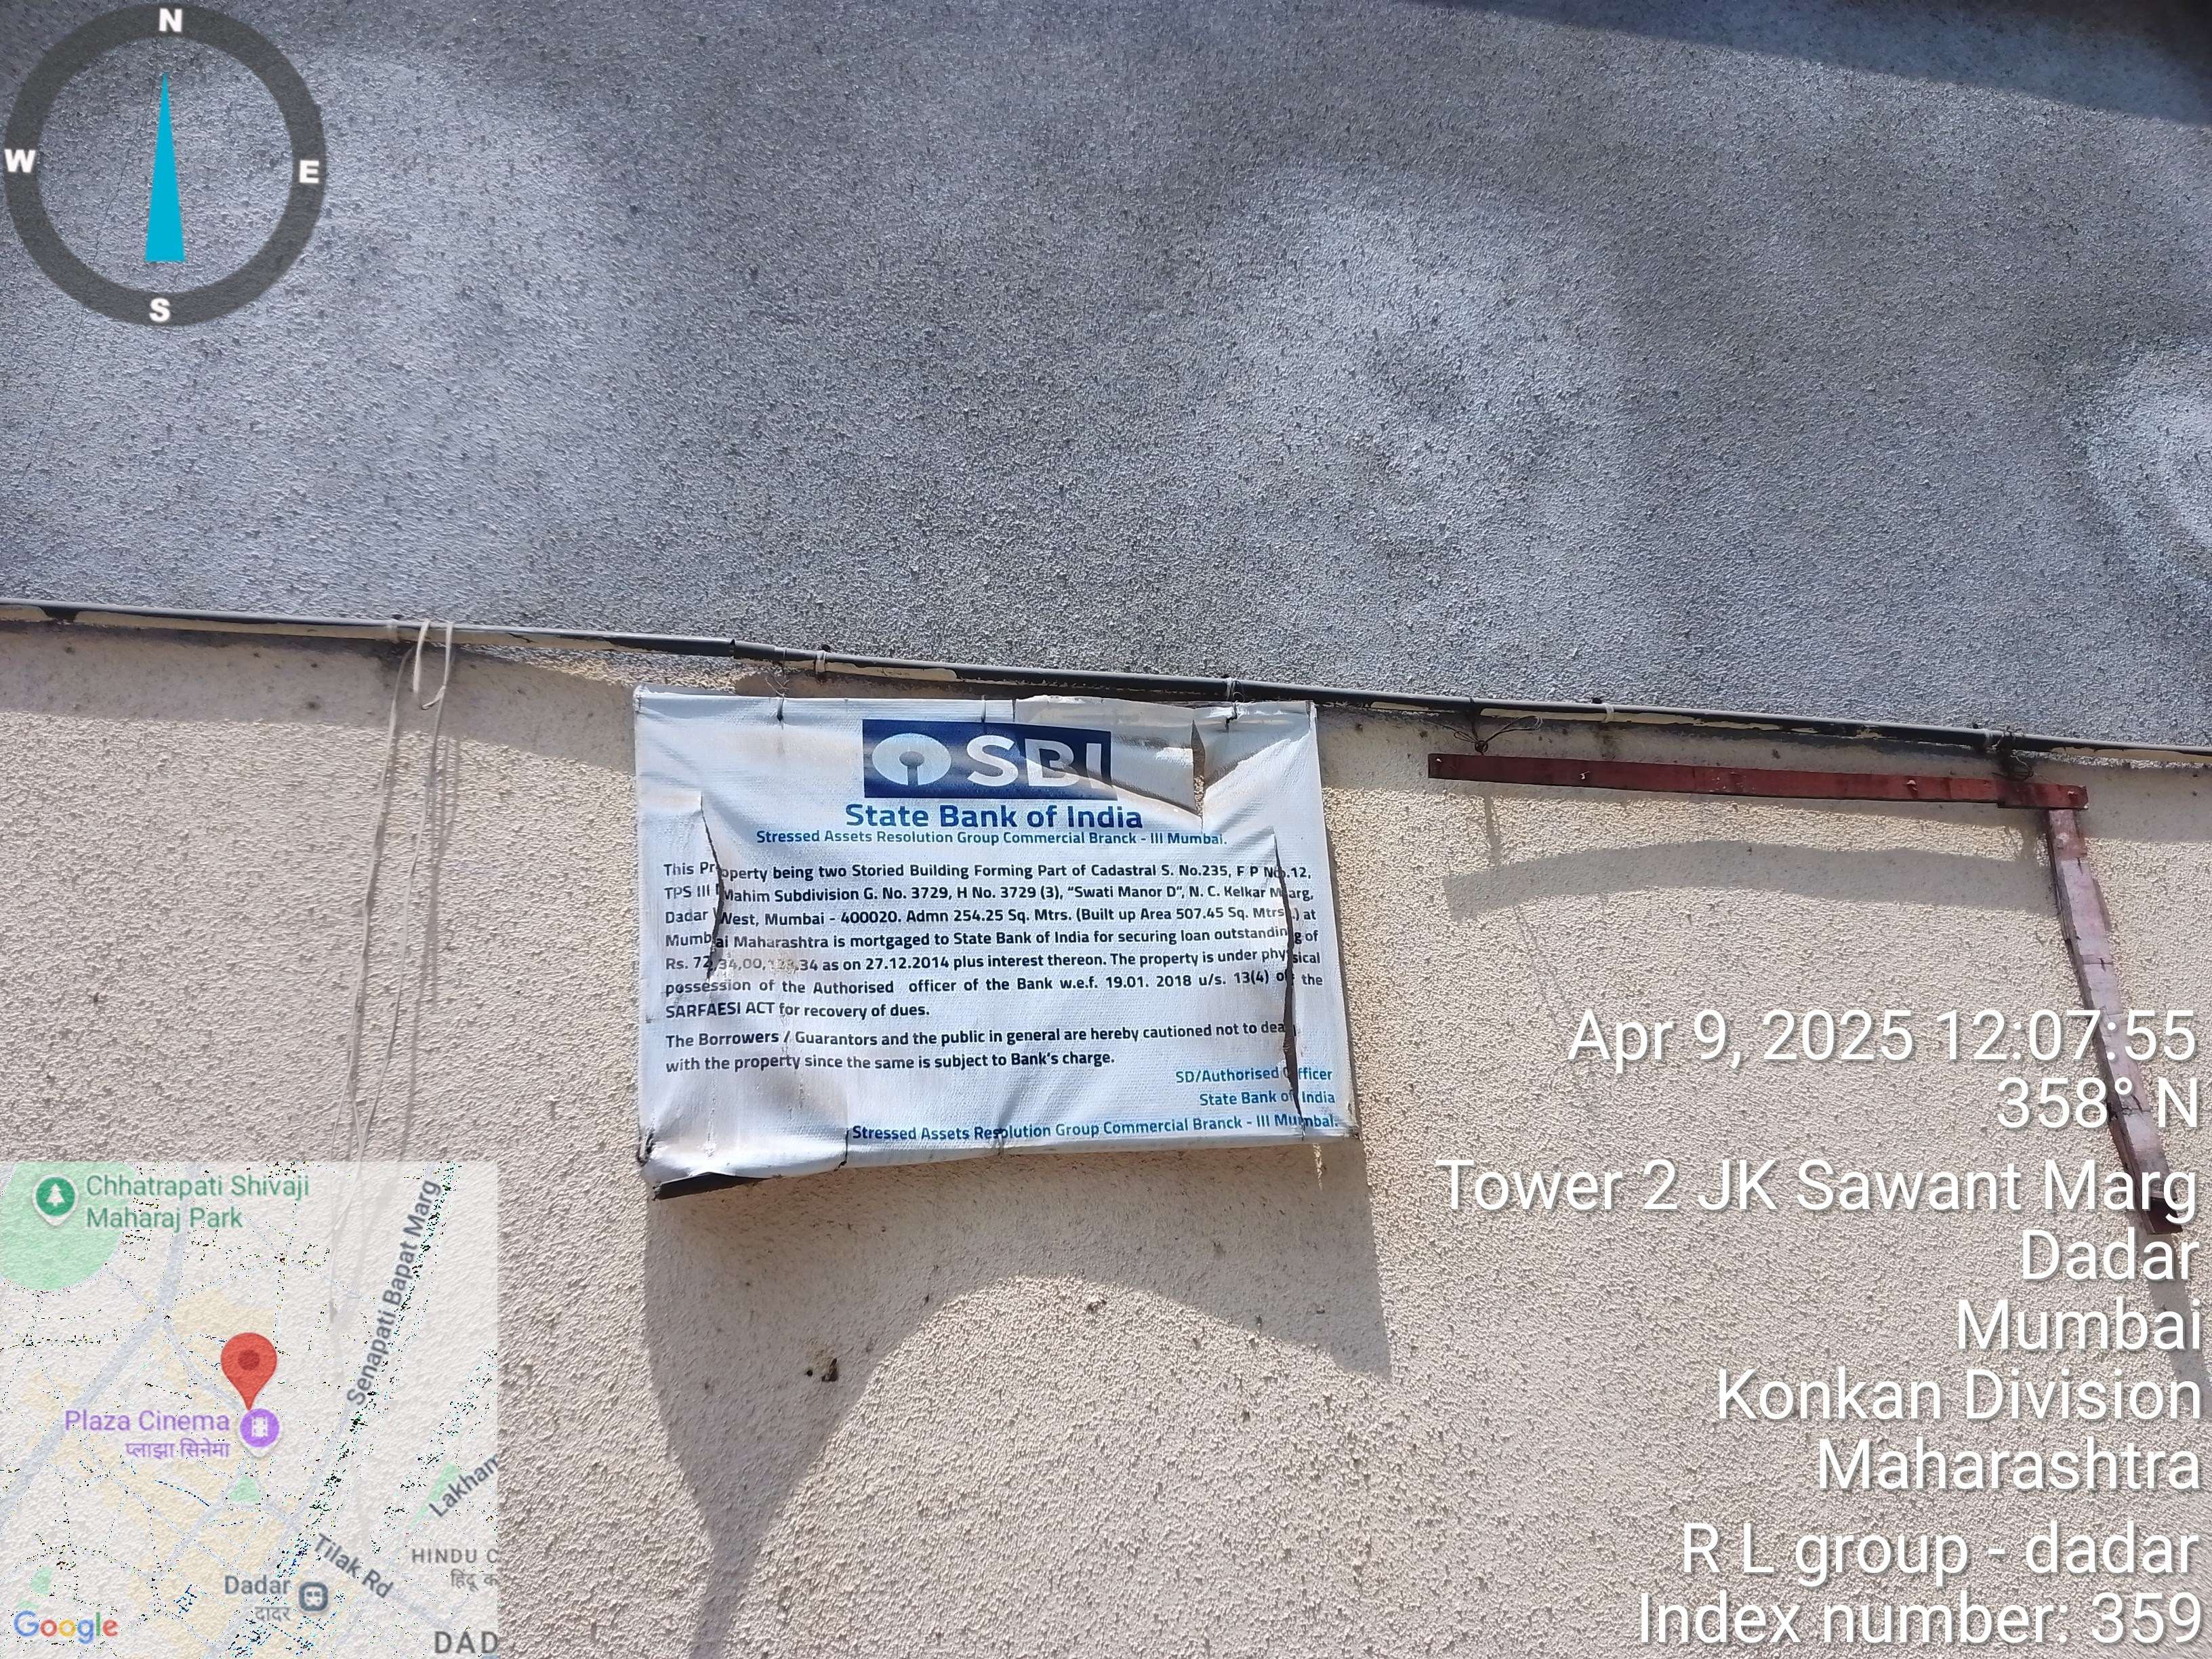 N
W
E
S
SBI
State Bank of India
Stressed Assets Resolution Group Commercial Branck - III Mumbai.
This Property being two Storied Building Forming Part of Cadastral S. No.235, F P No.12,
TPS III Mahim Subdivision G. No. 3729, H No. 3729 (3), "Swati Manor D", N. C. Kelkar Marg,
Dadar West, Mumbai - 400020. Admn 254.25 Sq. Mtrs. (Built up Area 507.45 Sq. Mtrs.) at
Mumbai Maharashtra is mortgaged to State Bank of India for securing loan outstanding of
Rs. as on 27.12.2014 plus interest thereon. The property is under physical
possession of the Authorised officer of the Bank w.e.f. 19.01. 2018 u/s. 13(4) of the
SARFAESI ACT for recovery of dues.
The Borrowers / Guarantors and the public in general are hereby cautioned not to deal
with the property since the same is subject to Bank's charge.
SD/Authorised Officer
State Bank of India
Stressed Assets Resolution Group Commercial Branck - III Mumbai.
Apr 9, 2025 12:07:55
358° N
Tower 2 JK Sawant Marg
Dadar
Mumbai
Konkan Division
Maharashtra
R L group - dadar
Index number: 359
Chhatrapati Shivaji
Maharaj Park
Senapati Bapat Marg
Plaza Cinema
प्लाझा सिनेमा
Lakham
Tilak Rd
HINDU C
हिंदू क
Dadar
दादर
Google
DAD